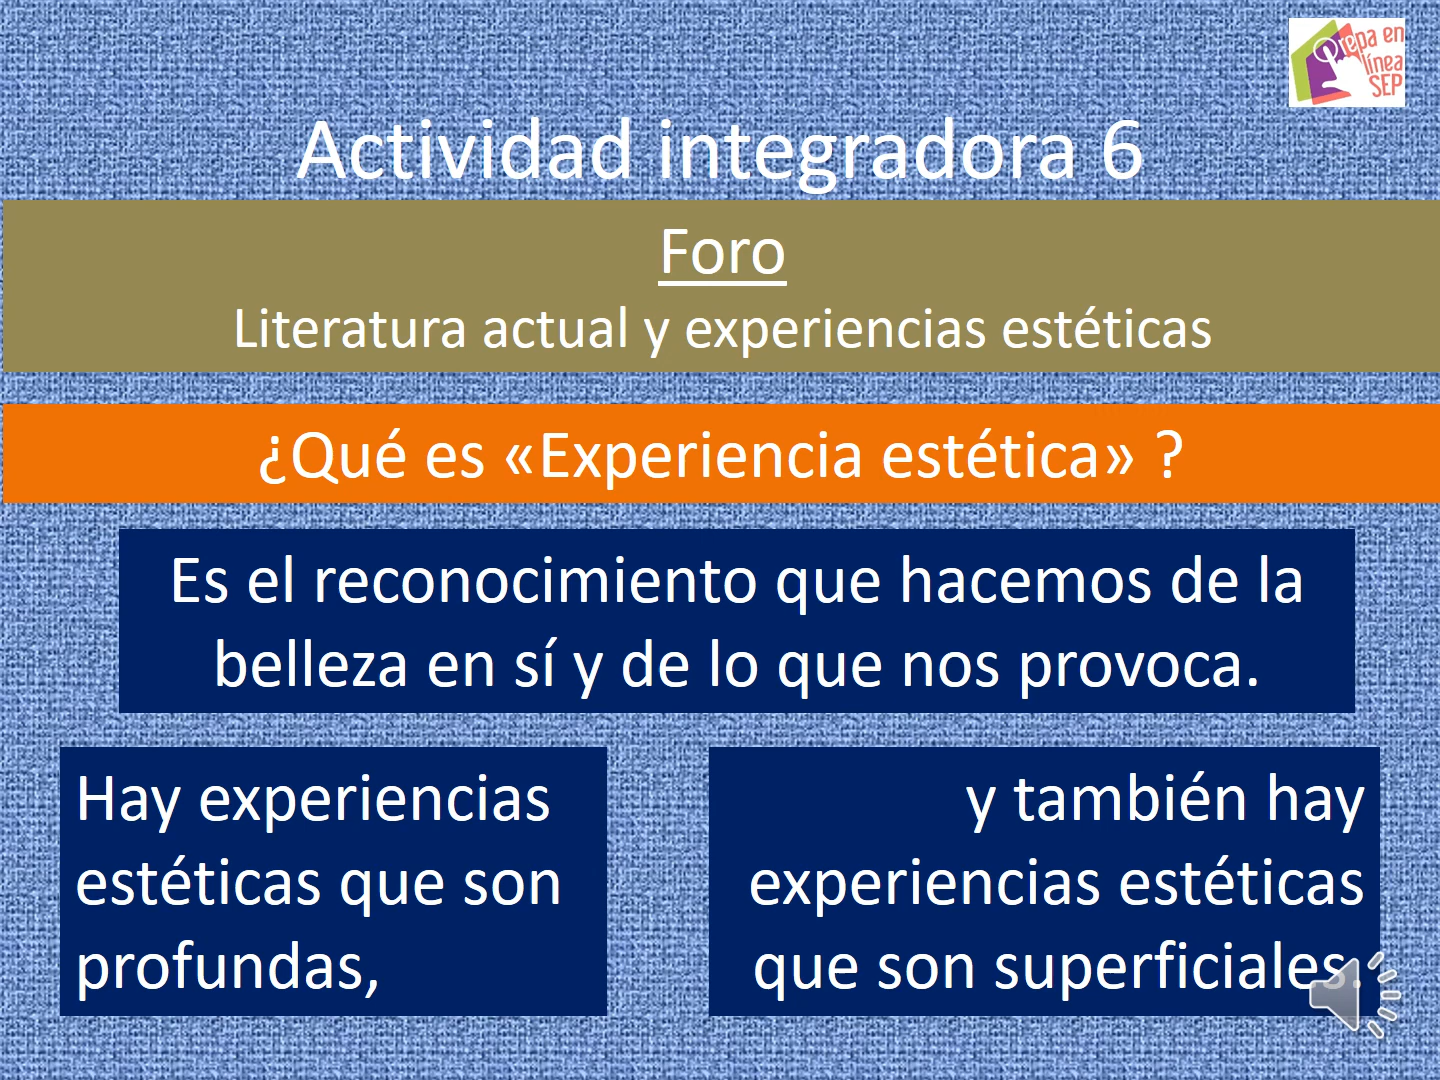 Prepa en
línea
SEP
Actividad integradora 6
Foro
Literatura actual y experiencias estéticas
¿Qué es «Experiencia estética» ?
Es el reconocimiento que hacemos de la
belleza en sí y de lo que nos provoca.
Hay experiencias
estéticas que son
profundas,
y también hay
experiencias estéticas
que son superficiales.